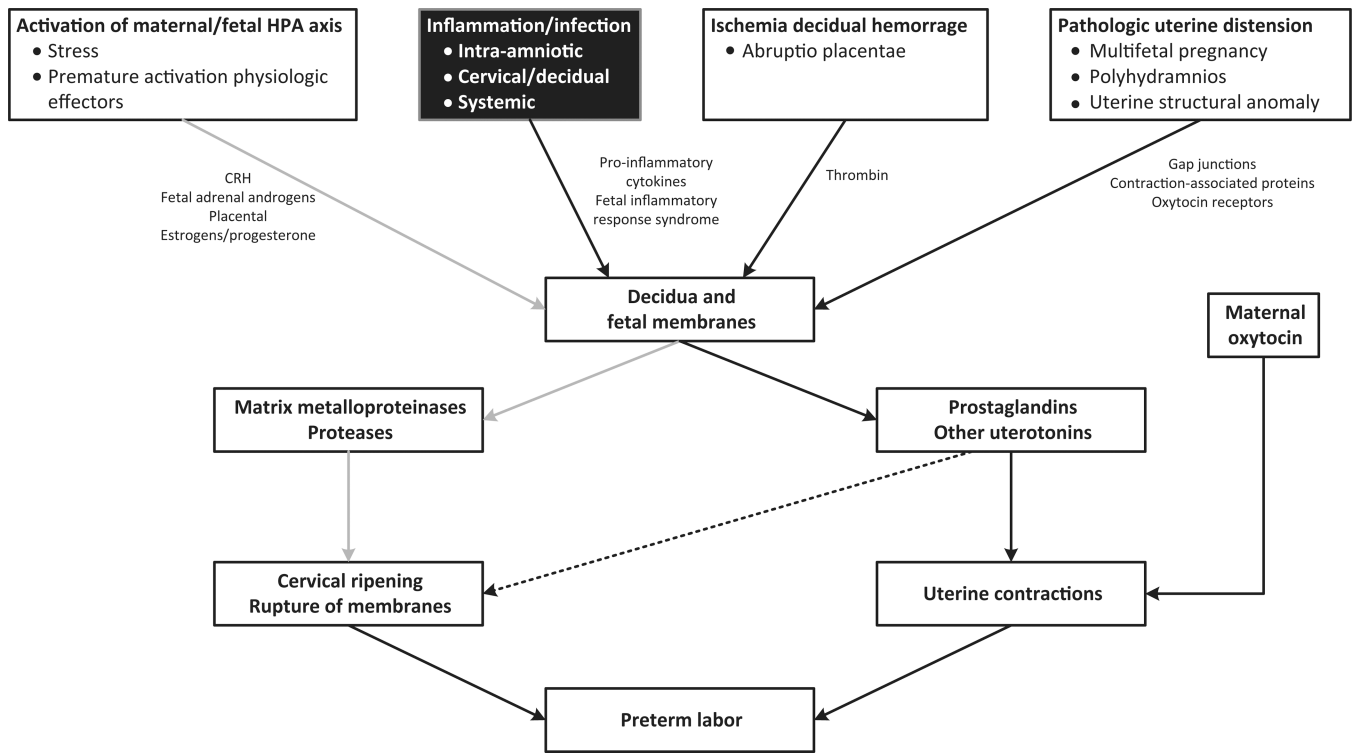 Activation of maternal/fetal HPA axis
● Stress
● Premature activation physiologic
effectors
Inflammation/infection
● Intra-amniotic
● Cervical/decidual
● Systemic
Ischemia decidual hemorrage
● Abruptio placentae
Pathologic uterine distension
● Multifetal pregnancy
● Polyhydramnios
● Uterine structural anomaly
CRH
Fetal adrenal androgens
Placental
Estrogens/progesterone
Pro-inflammatory
cytokines
Fetal inflammatory
response syndrome
Thrombin
Gap junctions
Contraction-associated proteins
Oxytocin receptors
Decidua and
fetal membranes
Maternal
oxytocin
Matrix metalloproteinases
Proteases
Prostaglandins
Other uterotonins
Cervical ripening
Rupture of membranes
Uterine contractions
Preterm labor